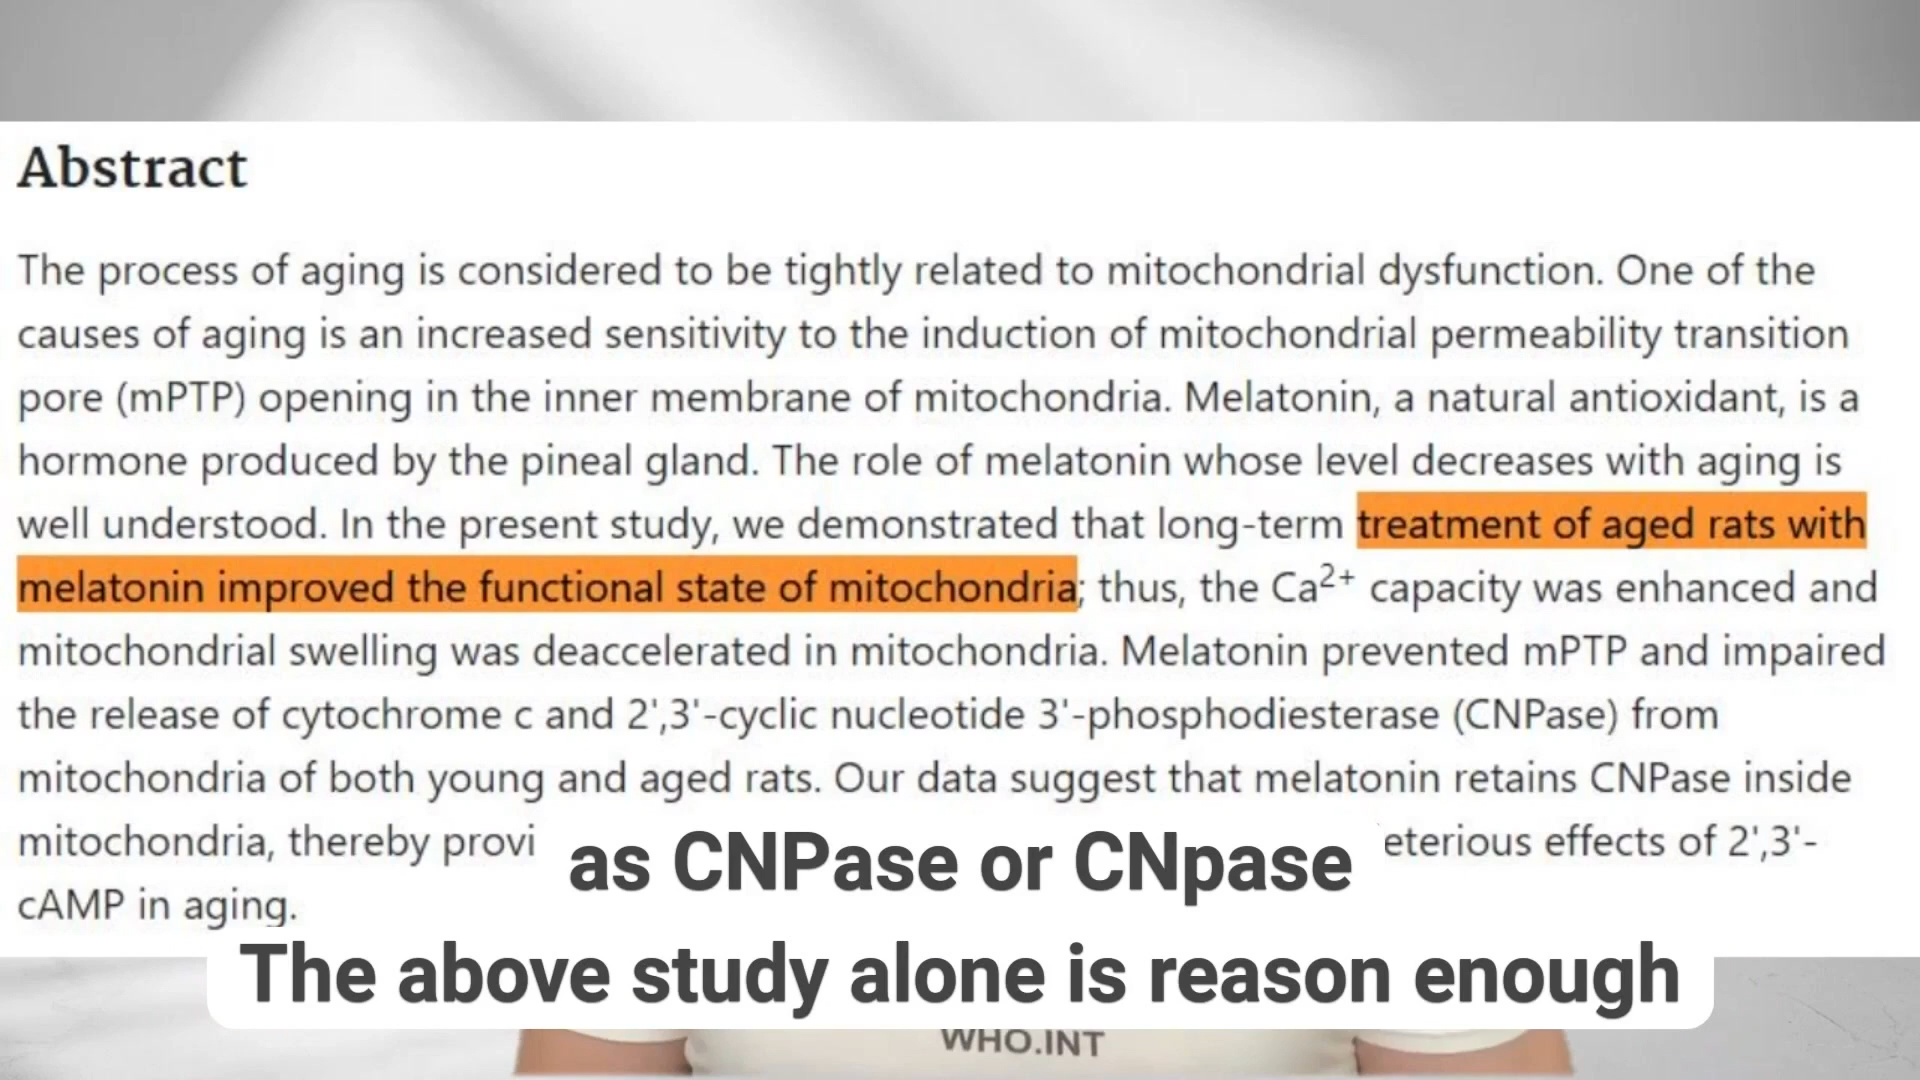 Abstract
The process of aging is considered to be tightly related to mitochondrial dysfunction. One of the
causes of aging is an increased sensitivity to the induction of mitochondrial permeability transition
pore (mPTP) opening in the inner membrane of mitochondria. Melatonin, a natural antioxidant, is a
hormone produced by the pineal gland. The role of melatonin whose level decreases with aging is
well understood. In the present study, we demonstrated that long-term treatment of aged rats with
melatonin improved the functional state of mitochondria; thus, the Ca²⁺ capacity was enhanced and
mitochondrial swelling was deaccelerated in mitochondria. Melatonin prevented mPTP and impaired
the release of cytochrome c and 2',3'-cyclic nucleotide 3'-phosphodiesterase (CNPase) from
mitochondria of both young and aged rats. Our data suggest that melatonin retains CNPase inside
mitochondria, thereby provi eterious effects of 2',3'-
cAMP in aging.
as CNPase or CNpase
The above study alone is reason enough
WHO.INT